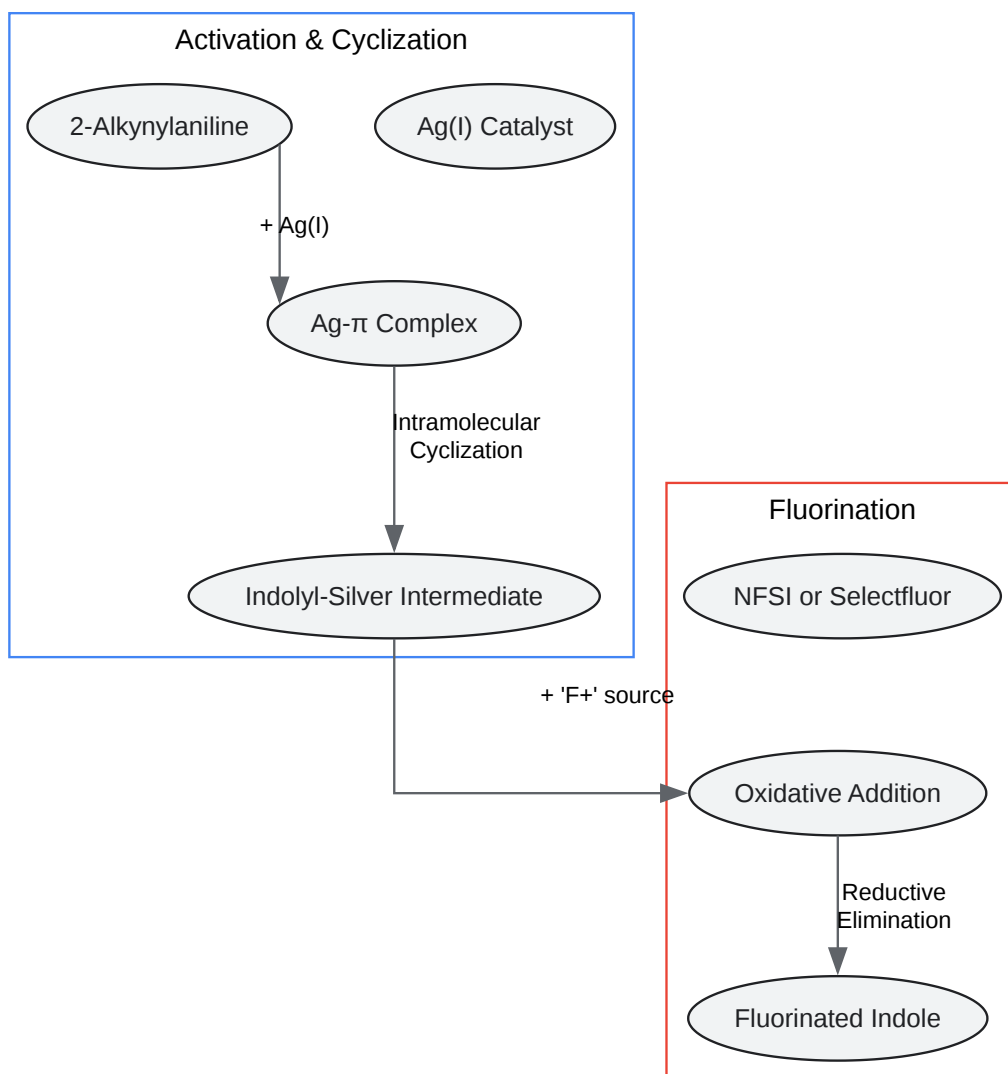 Activation & Cyclization
2-Alkynylaniline
Ag(I) Catalyst
+ Ag(I)
Ag-π Complex
Intramolecular
Cyclization
Indolyl-Silver Intermediate
Fluorination
NFSI or Selectfluor
+ 'F+' source
Oxidative Addition
Reductive
Elimination
Fluorinated Indole